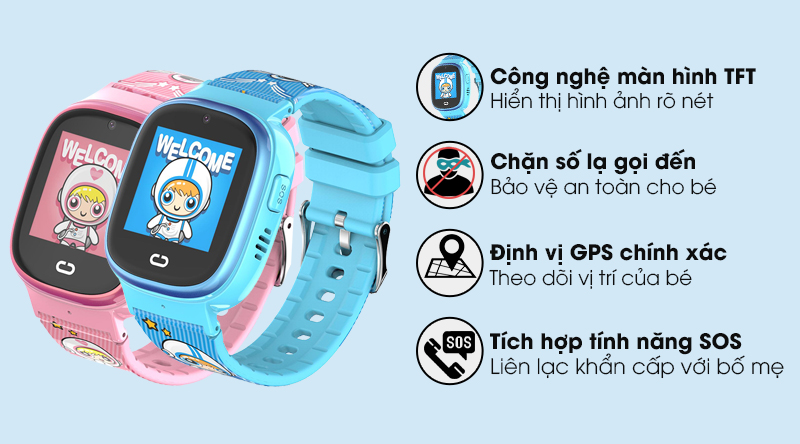 WELCOME
WELCOME
SOS
Công nghệ màn hình TFT
Hiển thị hình ảnh rõ nét
Chặn số lạ gọi đến
Bảo vệ an toàn cho bé
Định vị GPS chính xác
Theo dõi vị trí của bé
SOS
Tích hợp tính năng SOS
Liên lạc khẩn cấp với bố mẹ